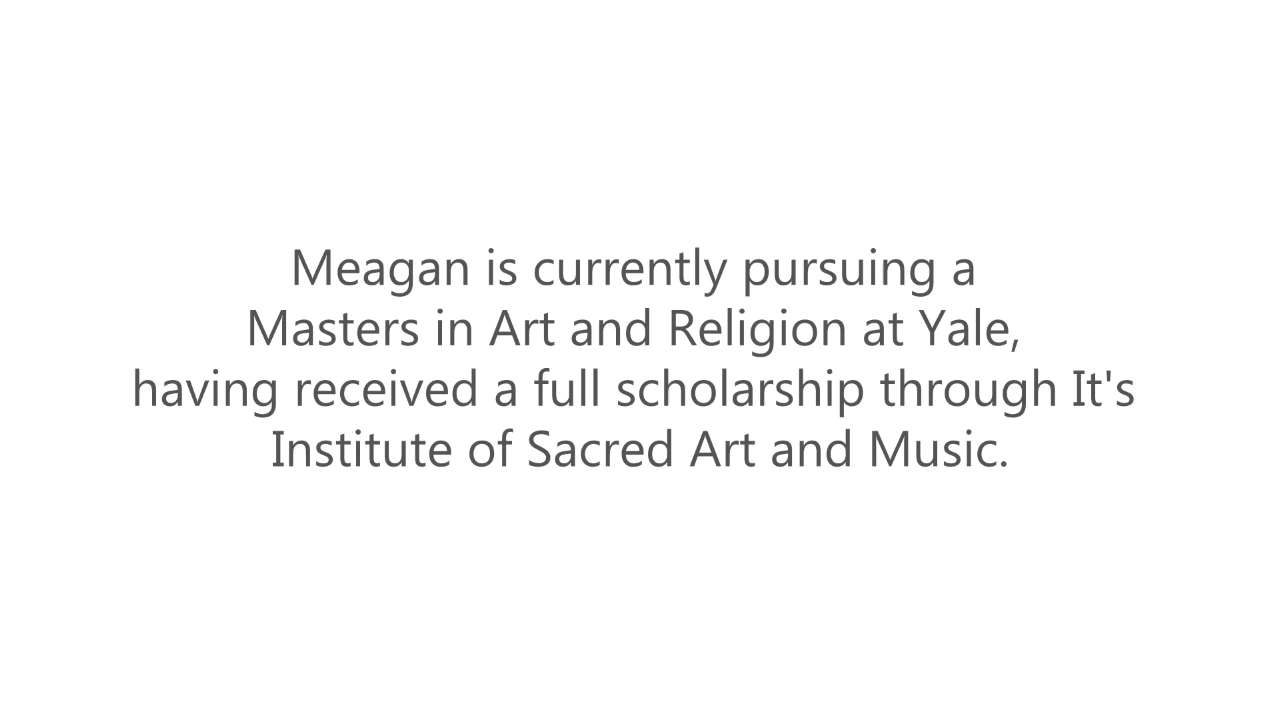 Meagan is currently pursuing a
Masters in Art and Religion at Yale,
having received a full scholarship through It's
Institute of Sacred Art and Music.